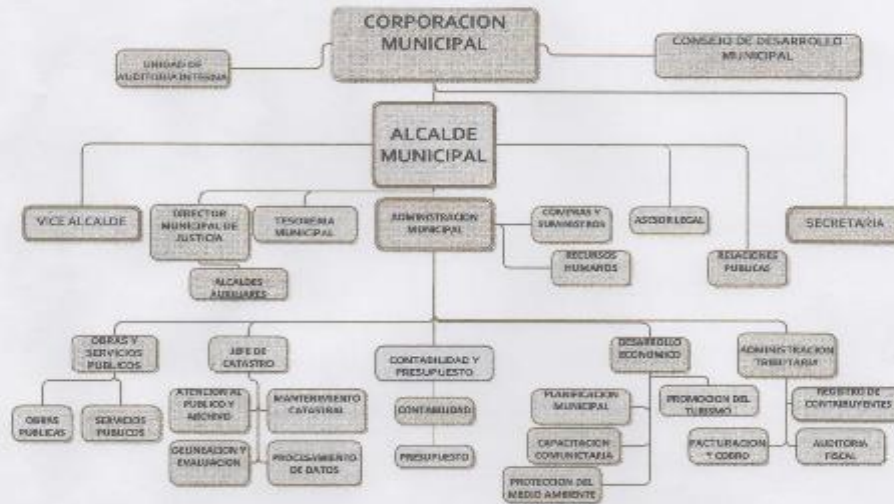 CORPORACION
MUNICIPAL
CONSEJO DE DESARROLLO
MUNICIPAL
UNIDAD DE
AUDITORIA INTERNA
ALCALDE
MUNICIPAL
VICE ALCALDE
DIRECTOR
MUNICIPAL DE
JUSTICIA
TESORERIA
MUNICIPAL
ADMINISTRACION
MUNICIPAL
COMPRAS Y
SUMINISTROS
ASESOR LEGAL
SECRETARIA
RECURSOS
HUMANOS
RELACIONES
PUBLICAS
ALCALDES
AUXILIARES
OBRAS Y
SERVICIOS
PUBLICOS
JEFE DE
CATASTRO
CONTABILIDAD Y
PRESUPUESTO
DESARROLLO
ECONOMICO
ADMINISTRACION
TRIBUTARIA
OBRAS
PUBLICAS
SERVICIOS
PUBLICOS
ATENCION AL
PUBLICO Y
ARCHIVO
MANTENIMIENTO
CATASTRAL
CONTABILIDAD
PLANIFICACION
MUNICIPAL
PROMOCION DEL
TURISMO
REGISTRO DE
CONTRIBUYENTES
DELINEACION Y
EVALUACION
PROCESAMIENTO
DE DATOS
PRESUPUESTO
CAPACITACION
COMUNITARIA
FACTURACION
Y COBRO
AUDITORIA
FISCAL
PROTECCION DEL
MEDIO AMBIENTE